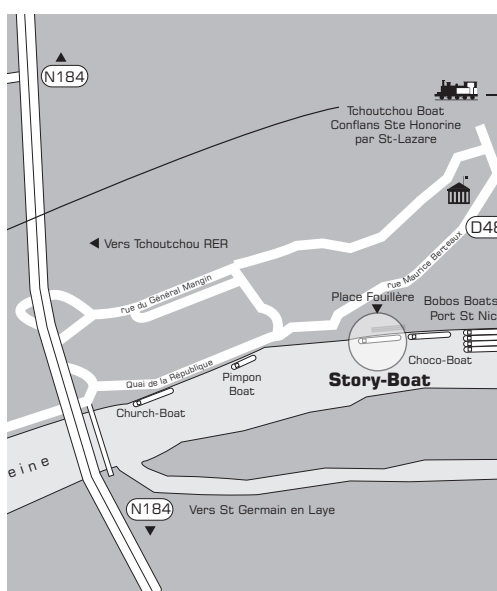 N184
Tchoutchou Boat
Conflans Ste Honorine
par St-Lazare
D48
Vers Tchoutchou RER
rue du Général Mangin
rue Maurice Berteaux
Place Fouillère
Bobos Boats
Port St Nic
Choco-Boat
Story-Boat
Quai de la République
Pimpon
Boat
Church-Boat
eine
N184
Vers St Germain en Laye